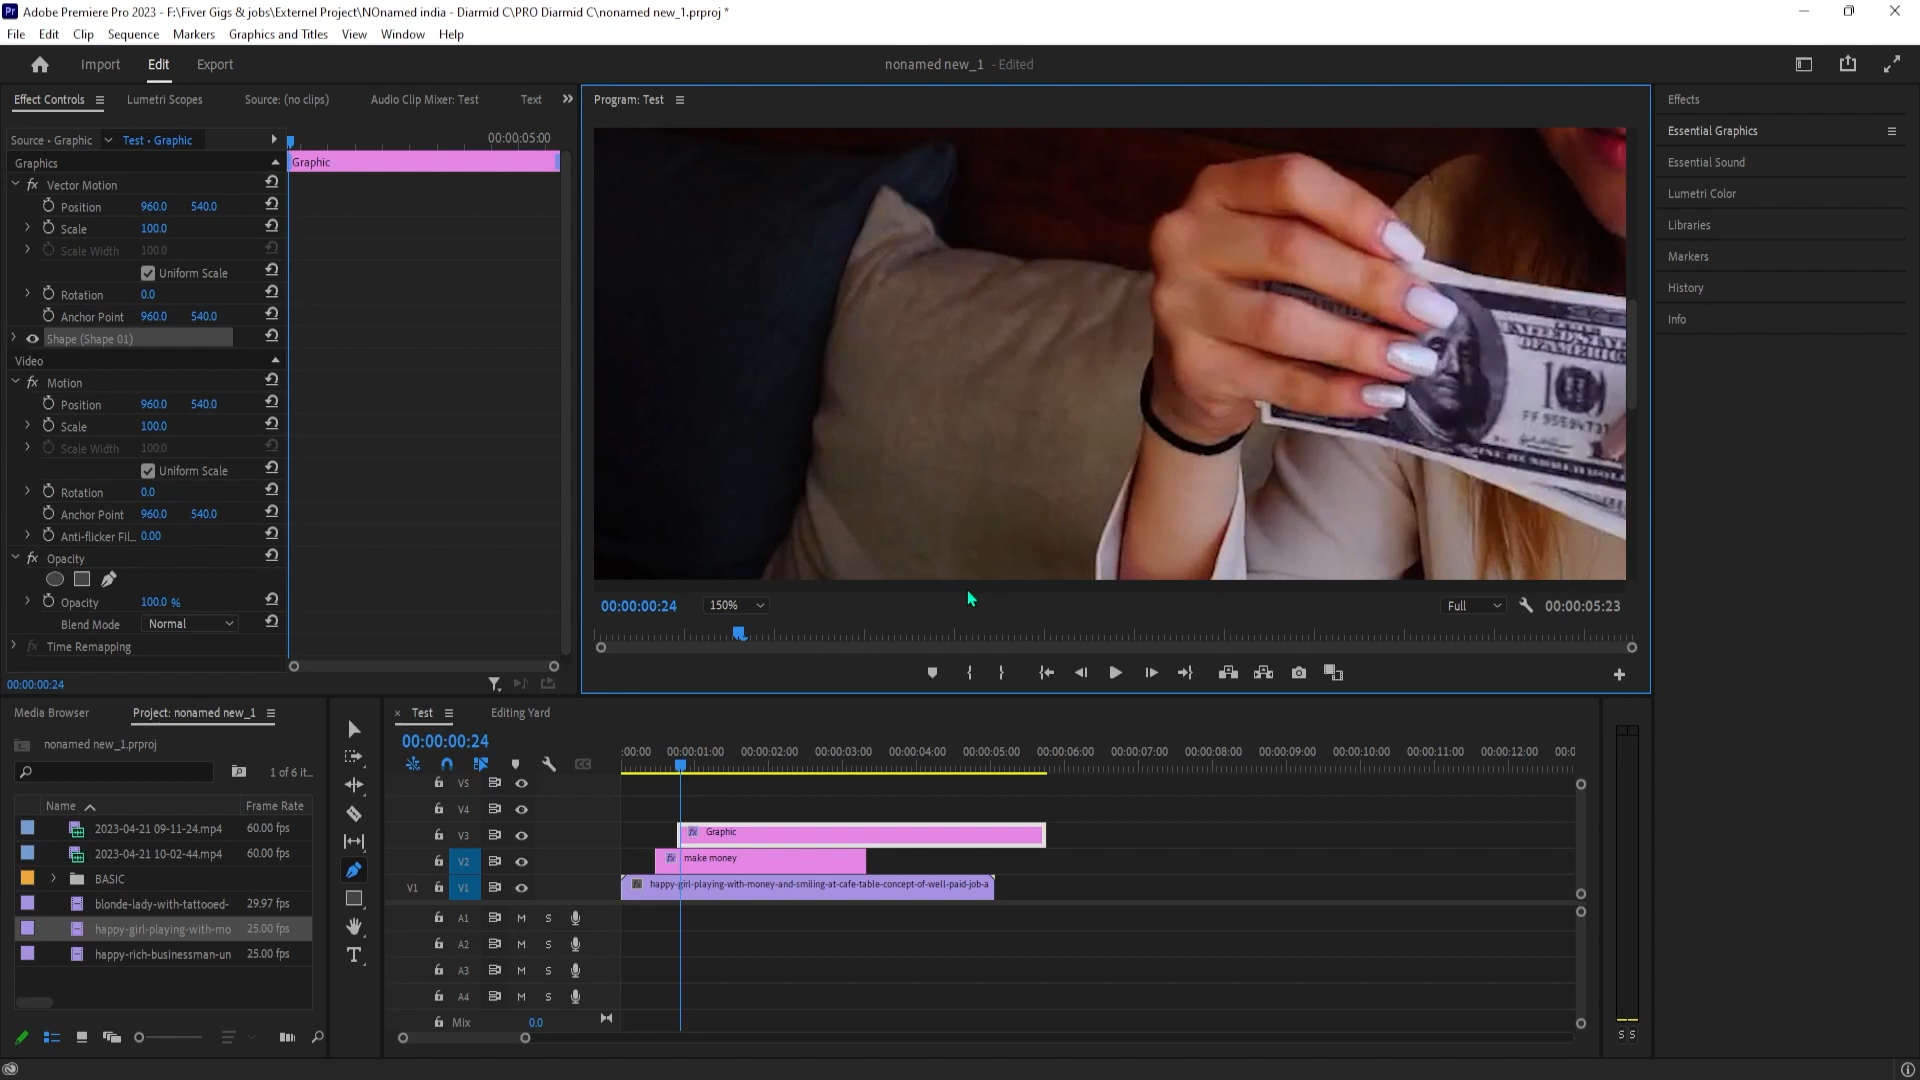 Adobe Premiere Pro 2023 - F:\Fiver Gigs & jobs\Externel Project\NOnamed india - Diarmid C\PRO Diarmid C\nonamed new_1.prproj *
File Edit Clip Sequence Markers Graphics and Titles View Window Help
Import Edit Export
nonamed new_1 - Edited
Effect Controls Lumetri Scopes Source: (no clips) Audio Clip Mixer: Test Text
Program: Test
Source • Graphic Test • Graphic 00:00:05:00
Graphics
Graphic
fx Vector Motion
Position 960.0 540.0
Scale 100.0
Scale Width 100.0
Uniform Scale
Rotation 0.0
Anchor Point 960.0 540.0
Shape (Shape 01)
Video
fx Motion
Position 960.0 540.0
Scale 100.0
Scale Width 100.0
Uniform Scale
Rotation 0.0
Anchor Point 960.0 540.0
Anti-flicker Fil... 0.00
fx Opacity
Opacity 100.0 %
Blend Mode Normal
fx Time Remapping
00:00:00:24
100
00:00:00:24 150% Full 00:00:05:23
Effects
Essential Graphics
Essential Sound
Lumetri Color
Libraries
Markers
History
Info
Media Browser Project: nonamed new_1
nonamed new_1.prproj
1 of 6 it...
Name Frame Rate
2023-04-21 09-11-24.mp4 60.00 fps
2023-04-21 10-02-44.mp4 60.00 fps
BASIC
blonde-lady-with-tattooed- 29.97 fps
happy-girl-playing-with-mo 25.00 fps
happy-rich-businessman-un 25.00 fps
× Test Editing Yard
00:00:00:24
:00:00 00:00:01:00 00:00:02:00 00:00:03:00 00:00:04:00 00:00:05:00 00:00:06:00 00:00:07:00 00:00:08:00 00:00:09:00 00:00:10:00 00:00:11:00 00:00:12:00 00:0
V5
V4
V3 fx Graphic
V2 fx make money
V1 V1 fx happy-girl-playing-with-money-and-smiling-at-cafe-table-concept-of-well-paid-job-a
A1 M S
A2 M S
A3 M S
A4 M S
Mix 0.0
S S